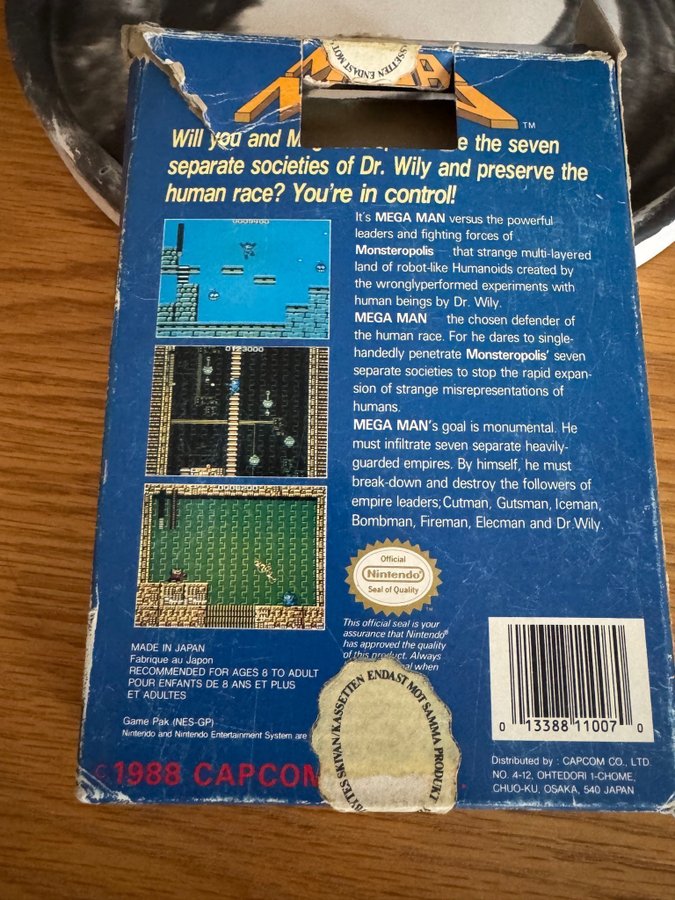 KASSETTEN ENDAST MOT
TM
Will you and M the seven
separate societies of Dr. Wily and preserve the
human race? You're in control!
It's MEGA MAN versus the powerful
leaders and fighting forces of
Monsteropolis that strange multi-layered
land of robot-like Humanoids created by
the wronglyperformed experiments with
human beings by Dr. Wily.
MEGA MAN the chosen defender of
the human race. For he dares to single-
handedly penetrate Monsteropolis' seven
separate societies to stop the rapid expan-
sion of strange misrepresentations of
humans.
MEGA MAN's goal is monumental. He
must infiltrate seven separate heavily-
guarded empires. By himself, he must
break-down and destroy the followers of
empire leaders; Cutman, Gutsman, Iceman,
Bombman, Fireman, Elecman and Dr. Wily.
0123000
Official
Nintendo®
Seal of Quality
TM
This official seal is your
assurance that Nintendo®
has approved the quality
of this product. Always
when
MADE IN JAPAN
Fabriqué au Japon
RECOMMENDED FOR AGES 8 TO ADULT
POUR ENFANTS DE 8 ANS ET PLUS
ET ADULTES
Game Pak (NES-GP)
Nintendo and Nintendo Entertainment System are
©1988 CAPCOM
BYTES SKIVAN/KASSETTEN ENDAST MOT SAMMA PRODUKT
0 13388 11007 0
Distributed by : CAPCOM CO., LTD.
NO. 4-12, OHTEDORI 1-CHOME,
CHUO-KU, OSAKA, 540 JAPAN